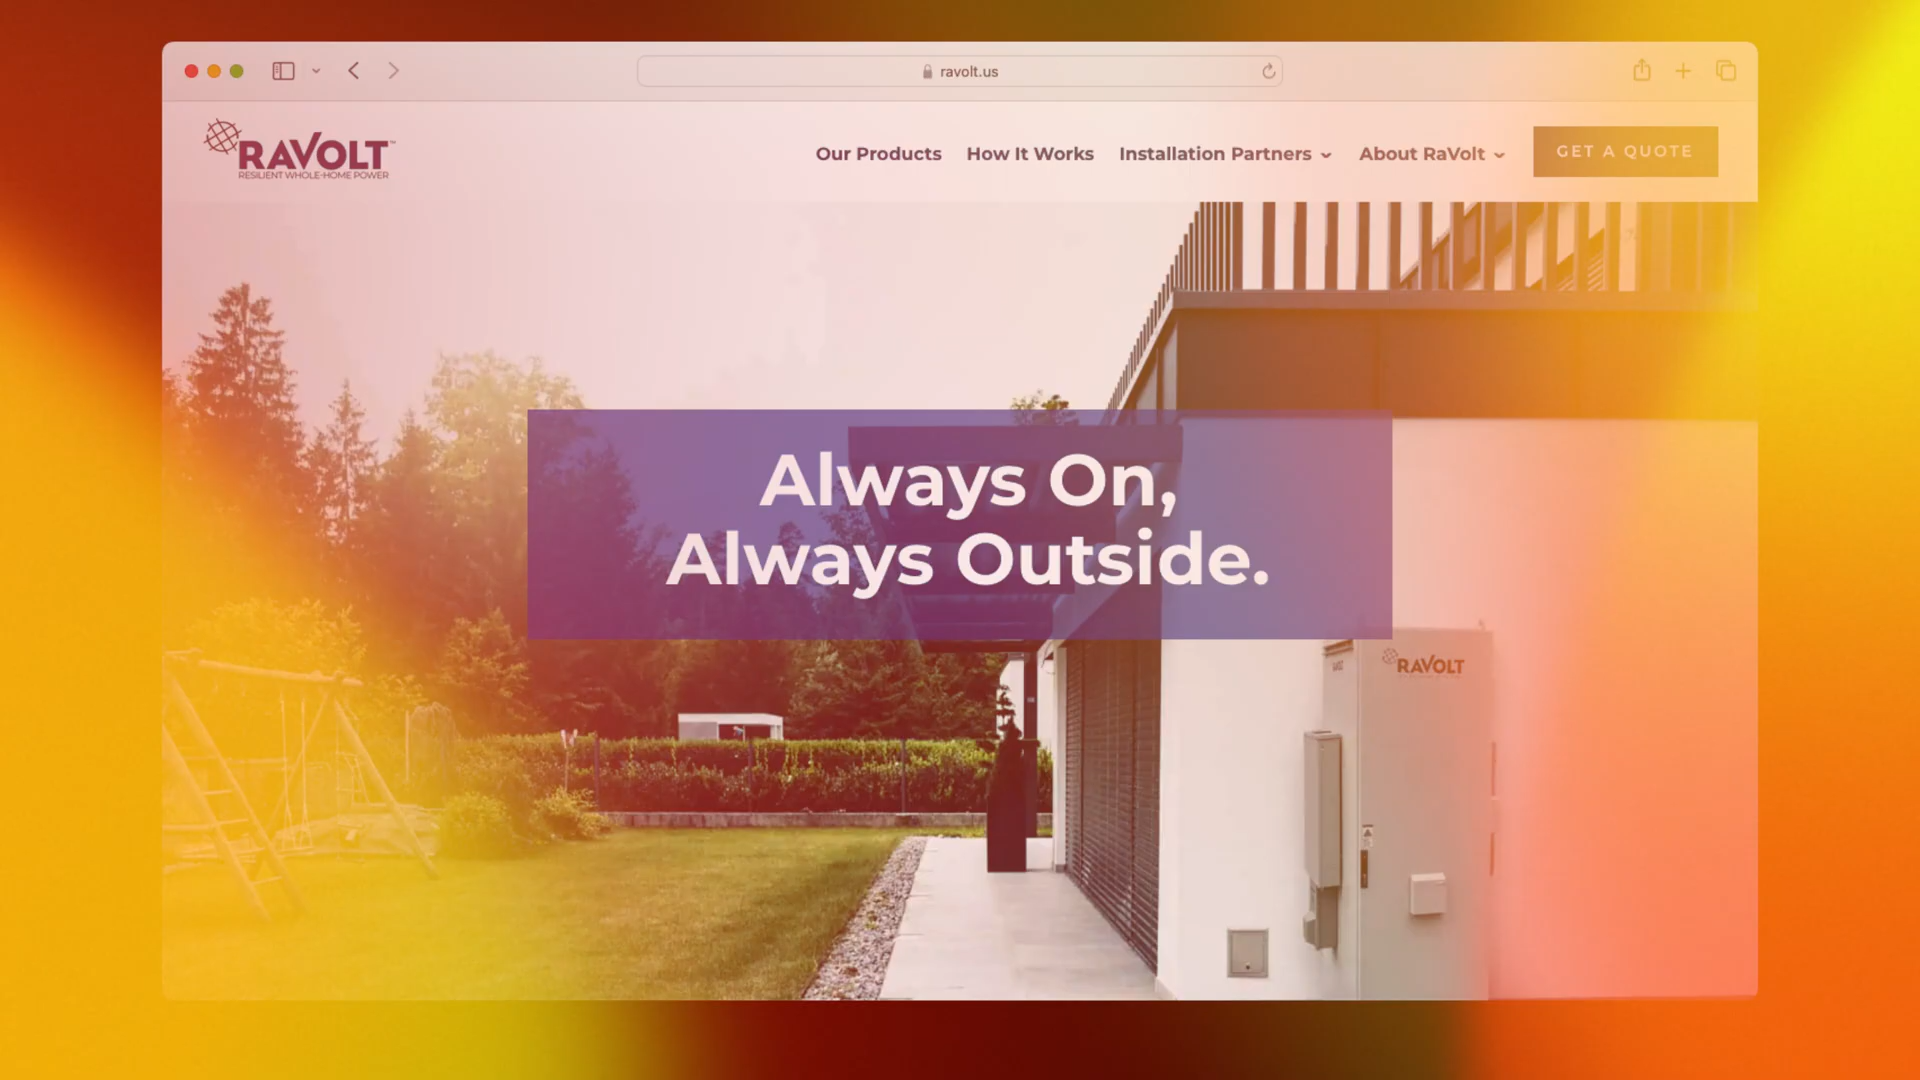 ravolt.us
RAVOLT™
RESILIENT WHOLE-HOME POWER
Our Products
How It Works
Installation Partners
About RaVolt
GET A QUOTE
Always On,
Always Outside.
RAVOLT